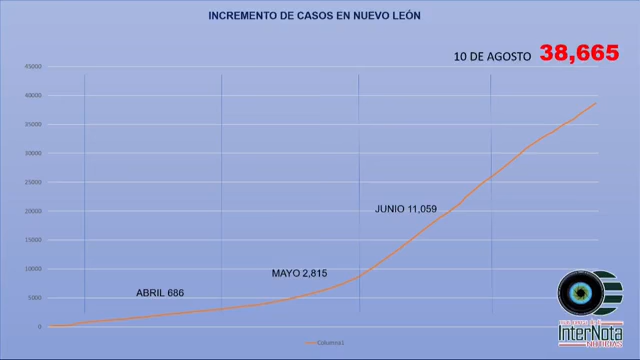 INCREMENTO DE CASOS EN NUEVO LEÓN
10 DE AGOSTO 38,665
45000
40000
35000
30000
25000
20000
15000
10000
5000
0
JUNIO 11,059
MAYO 2,815
ABRIL 686
Columna1
InterNota
NOTICIAS